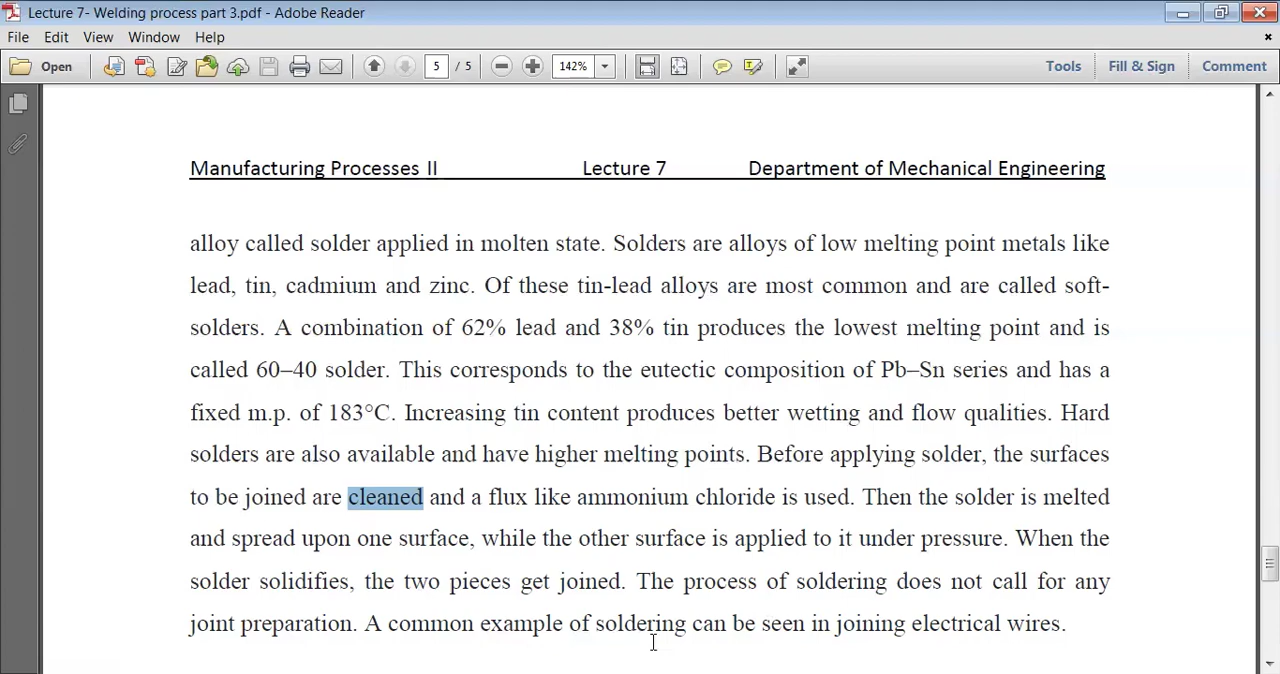 Lecture 7- Welding process part 3.pdf - Adobe Reader
File Edit View Window Help
Open 5 / 5 142% Tools Fill & Sign Comment
Manufacturing Processes II Lecture 7 Department of Mechanical Engineering
alloy called solder applied in molten state. Solders are alloys of low melting point metals like
lead, tin, cadmium and zinc. Of these tin-lead alloys are most common and are called soft-
solders. A combination of 62% lead and 38% tin produces the lowest melting point and is
called 60–40 solder. This corresponds to the eutectic composition of Pb–Sn series and has a
fixed m.p. of 183°C. Increasing tin content produces better wetting and flow qualities. Hard
solders are also available and have higher melting points. Before applying solder, the surfaces
to be joined are cleaned and a flux like ammonium chloride is used. Then the solder is melted
and spread upon one surface, while the other surface is applied to it under pressure. When the
solder solidifies, the two pieces get joined. The process of soldering does not call for any
joint preparation. A common example of soldering can be seen in joining electrical wires.